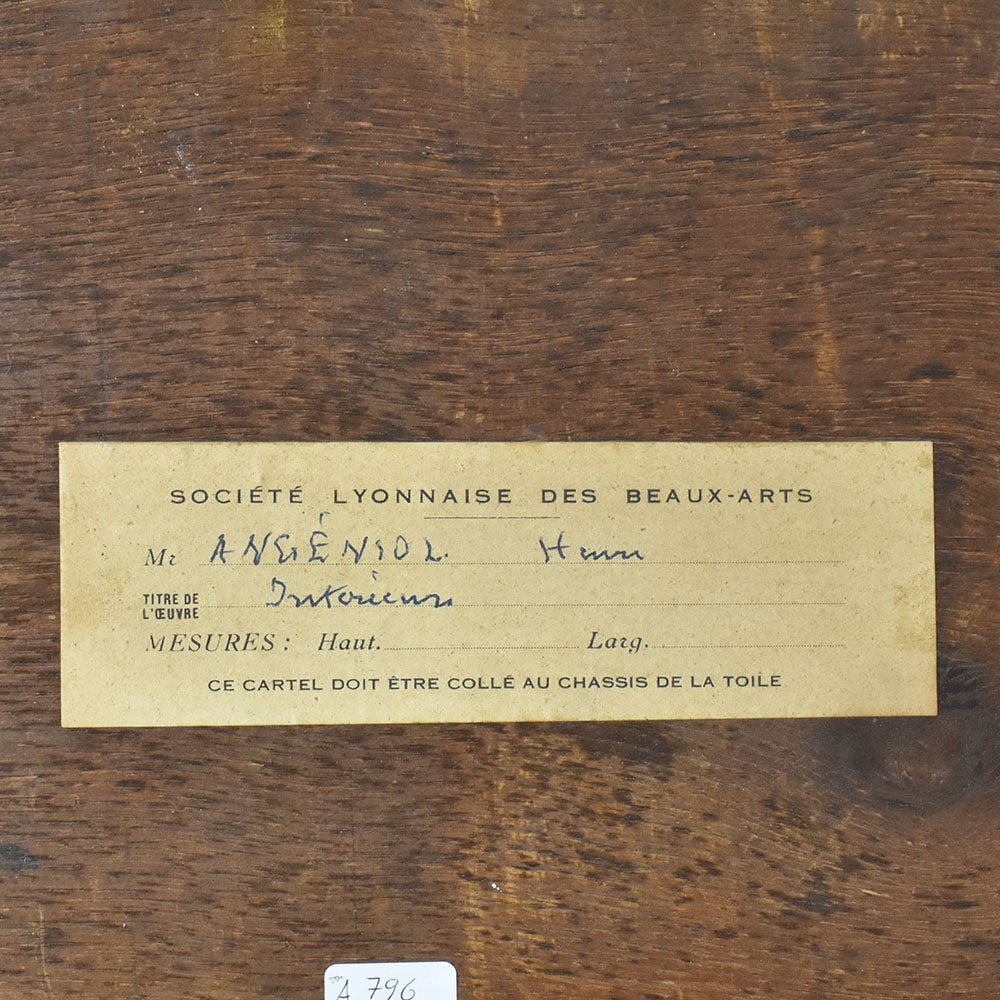 SOCIÉTÉ LYONNAISE DES BEAUX-ARTS
Mr ANGÉNIOL Henri
TITRE DE L'ŒUVRE Intérieur
MESURES : Haut. Larg.
CE CARTEL DOIT ÊTRE COLLÉ AU CHASSIS DE LA TOILE
A 796